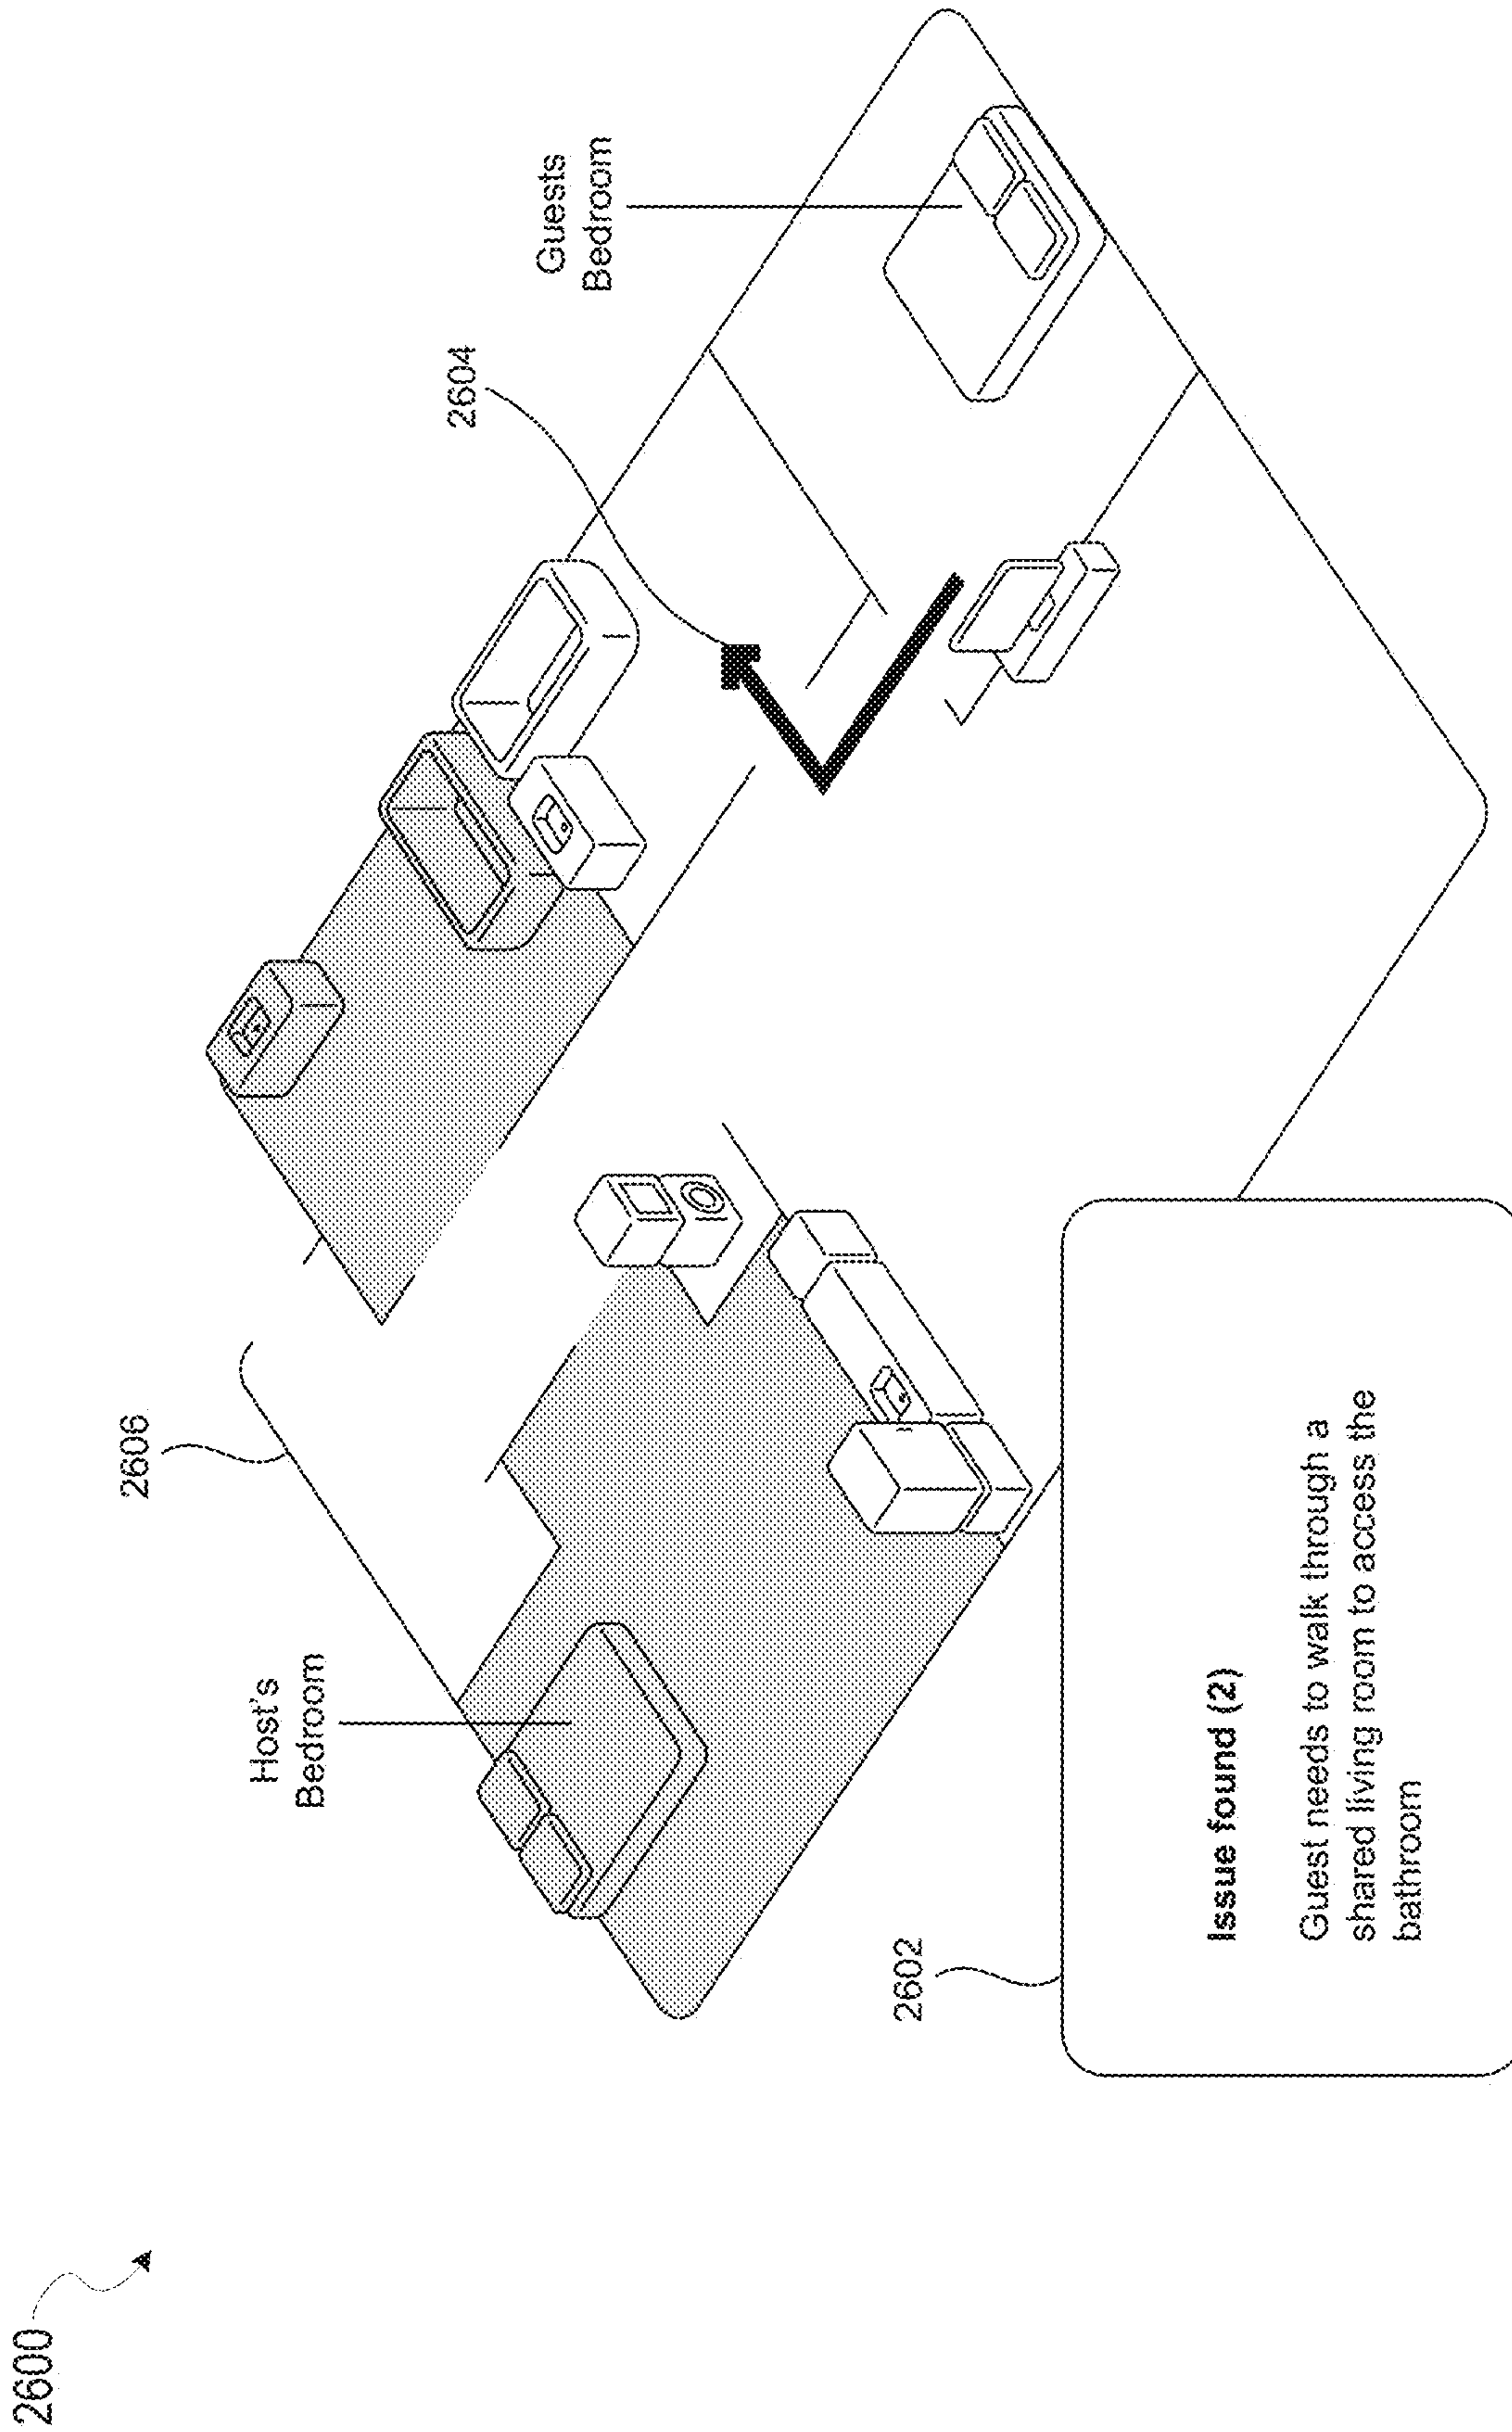 2600
2606
Host's
Bedroom
2604
Guests
Bedroom
2602
Issue found (2)
Guest needs to walk through a
shared living room to access the
bathroom